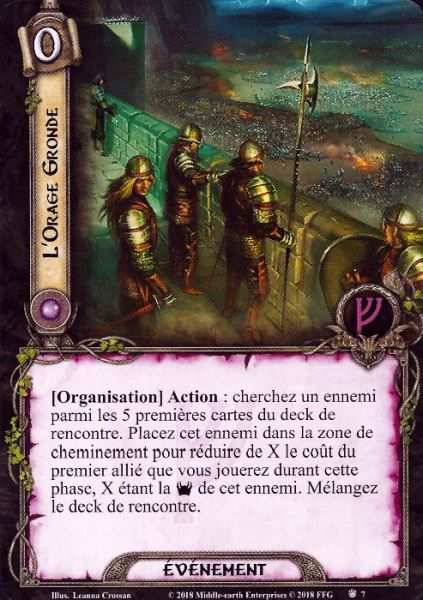 0
L'ORAGE GRONDE
[Organisation] Action : cherchez un ennemi
parmi les 5 premières cartes du deck de
rencontre. Placez cet ennemi dans la zone de
cheminement pour réduire de X le coût du
premier allié que vous jouerez durant cette
phase, X étant la de cet ennemi. Mélangez
le deck de rencontre.
ÉVÉNEMENT
Illus. Leanna Crossan © 2018 Middle-earth Enterprises © 2018 FFG 7